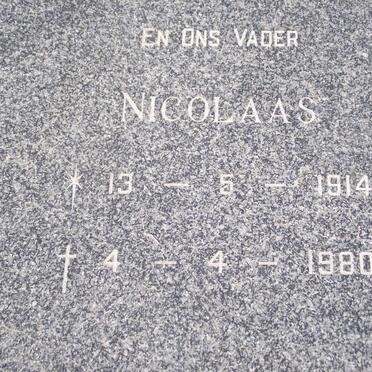 EN ONS VADER
NICOLAAS
* 13 - 5 - 1914
† 4 - 4 - 1980